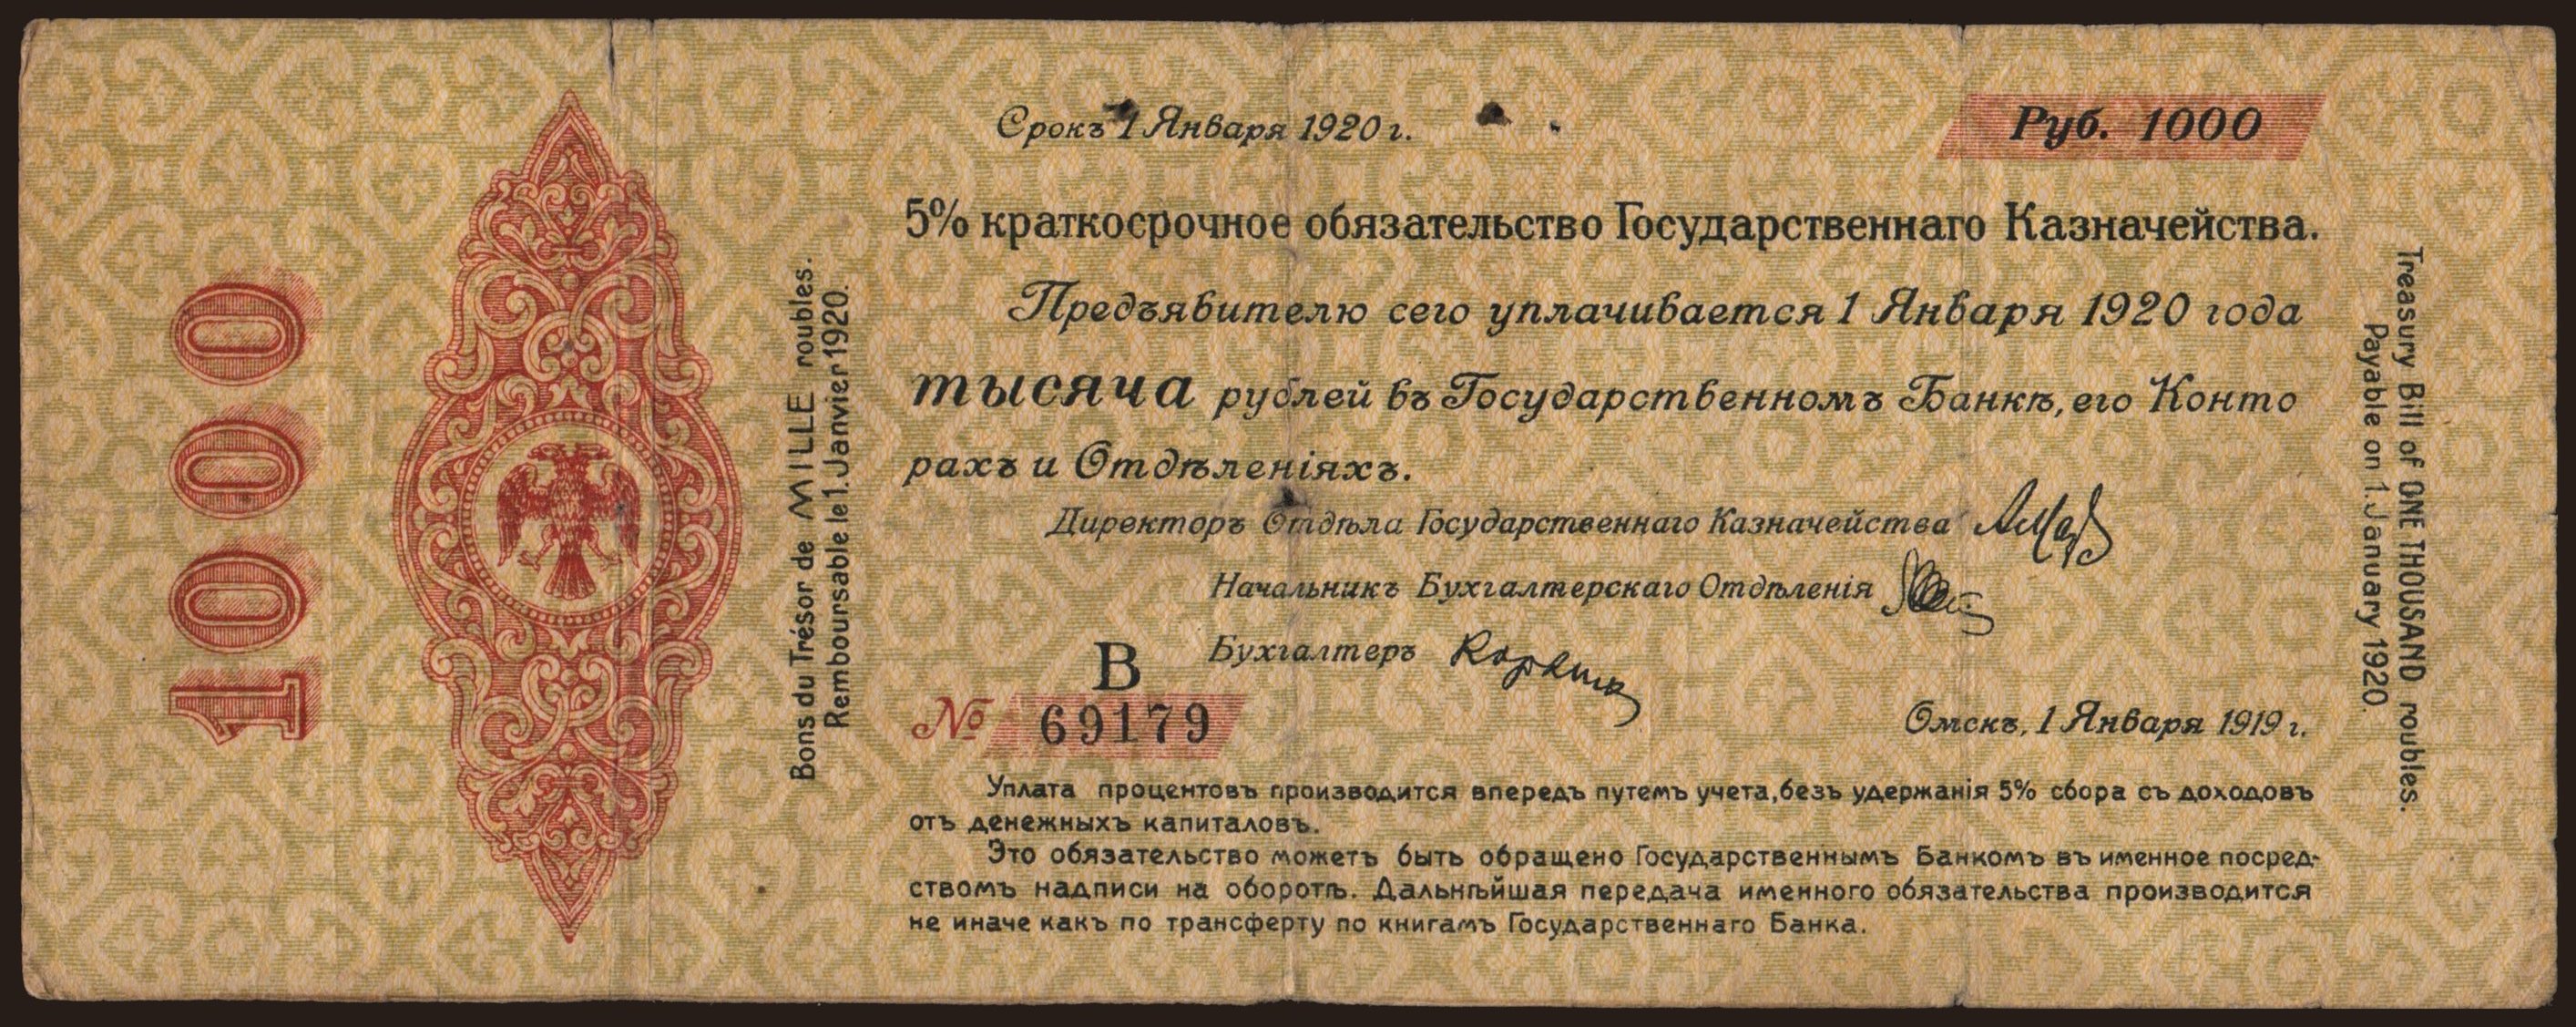 1000
Bons du Trésor de MILLE roubles.
Remboursable le 1. Janvier 1920.
Срокъ 1 Января 1920 г.
Руб. 1000
5% краткосрочное обязательство Государственнаго Казначейства.
Предъявителю сего уплачивается 1 Января 1920 года
тысяча рублей въ Государственномъ Банкѣ, его Конто
рахъ и Отдѣленіяхъ.
Директоръ Отдѣла Государственнаго Казначейства
Начальникъ Бухгалтерскаго Отдѣленія
Бухгалтеръ
В
№ 69179
Омскъ, 1 Января 1919 г.
Уплата процентовъ производится впередъ путемъ учета, безъ удержанія 5% сбора съ доходовъ
отъ денежныхъ капиталовъ.
Это обязательство можетъ быть обращено Государственнымъ Банкомъ въ именное посред-
ствомъ надписи на оборотѣ. Дальнѣйшая передача именного обязательства производится
не иначе какъ по трансферту по книгамъ Государственнаго Банка.
Treasury Bill of ONE THOUSAND roubles.
Payable on 1. January 1920.